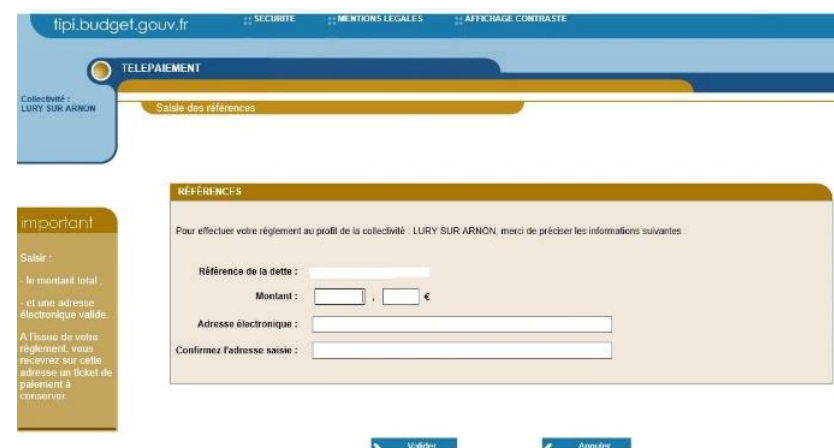 tipi.budget.gouv.fr
:: SECURITE
:: MENTIONS LEGALES
:: AFFICHAGE CONTRASTE
TELEPAIEMENT
Collectivité :
LURY SUR ARNON
Saisie des références
RÉFÉRENCES
Pour effectuer votre règlement au profit de la collectivité : LURY SUR ARNON, merci de préciser les informations suivantes :
Référence de la dette :
Montant :
, €
Adresse électronique :
Confirmez l'adresse saisie :
important
Saisir :
- le montant total ,
- et une adresse
électronique valide.
A l'issue de votre
règlement, vous
recevrez sur cette
adresse un ticket de
paiement à
conserver.
Valider
Annuler